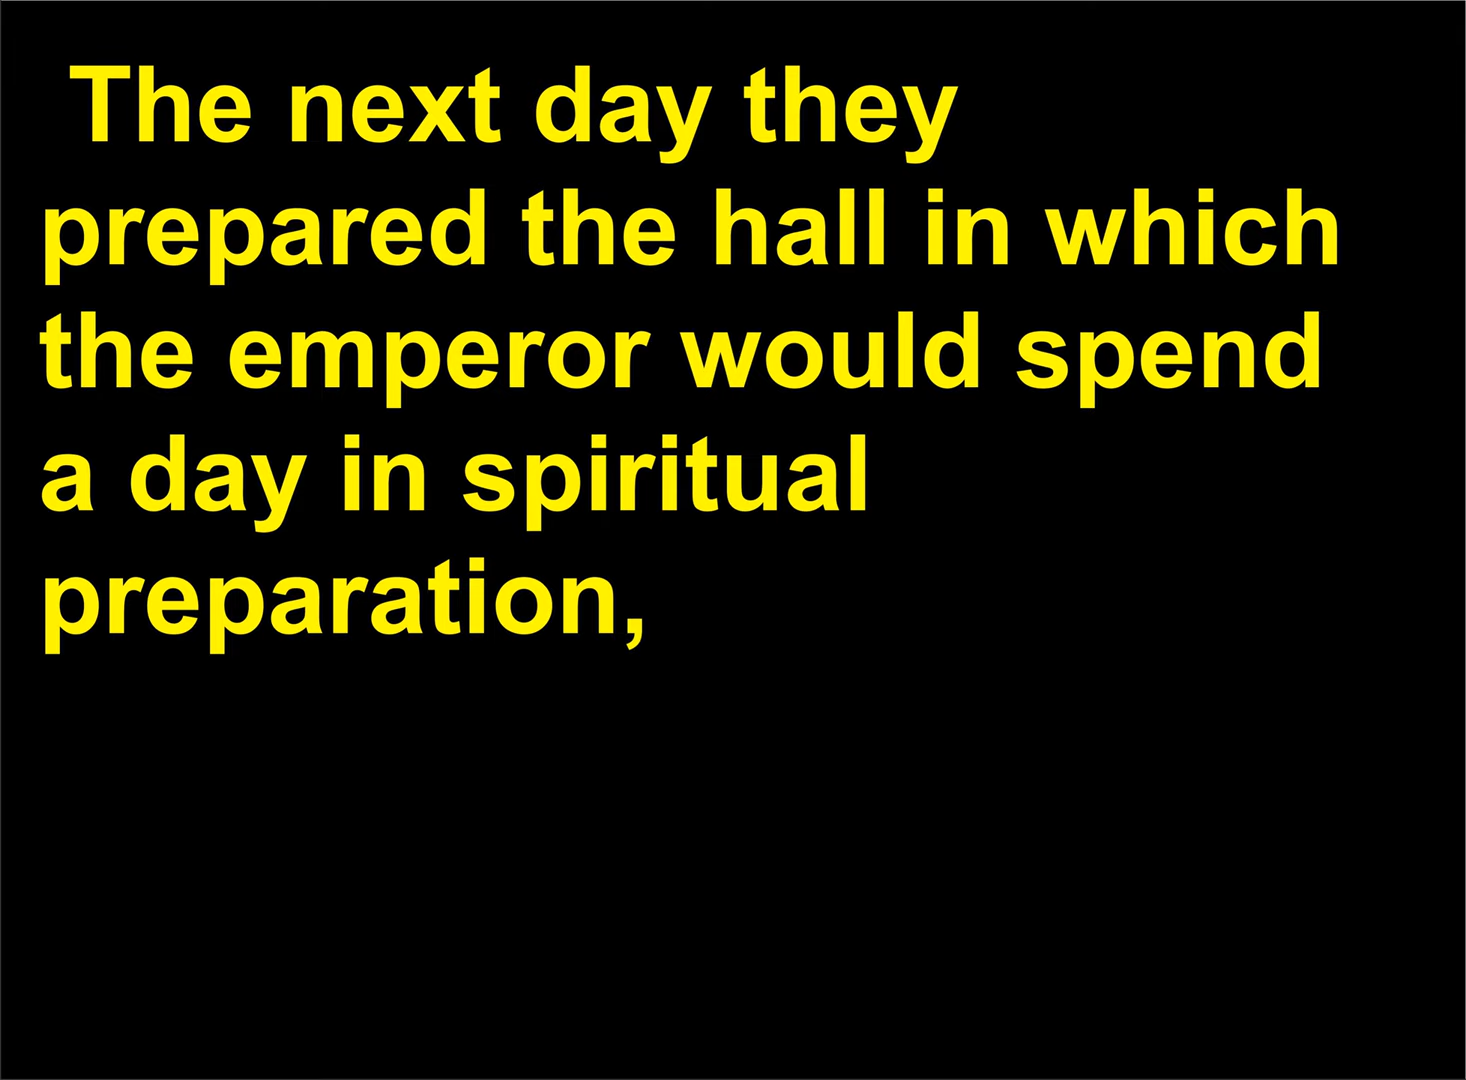 The next day they
prepared the hall in which
the emperor would spend
a day in spiritual
preparation,